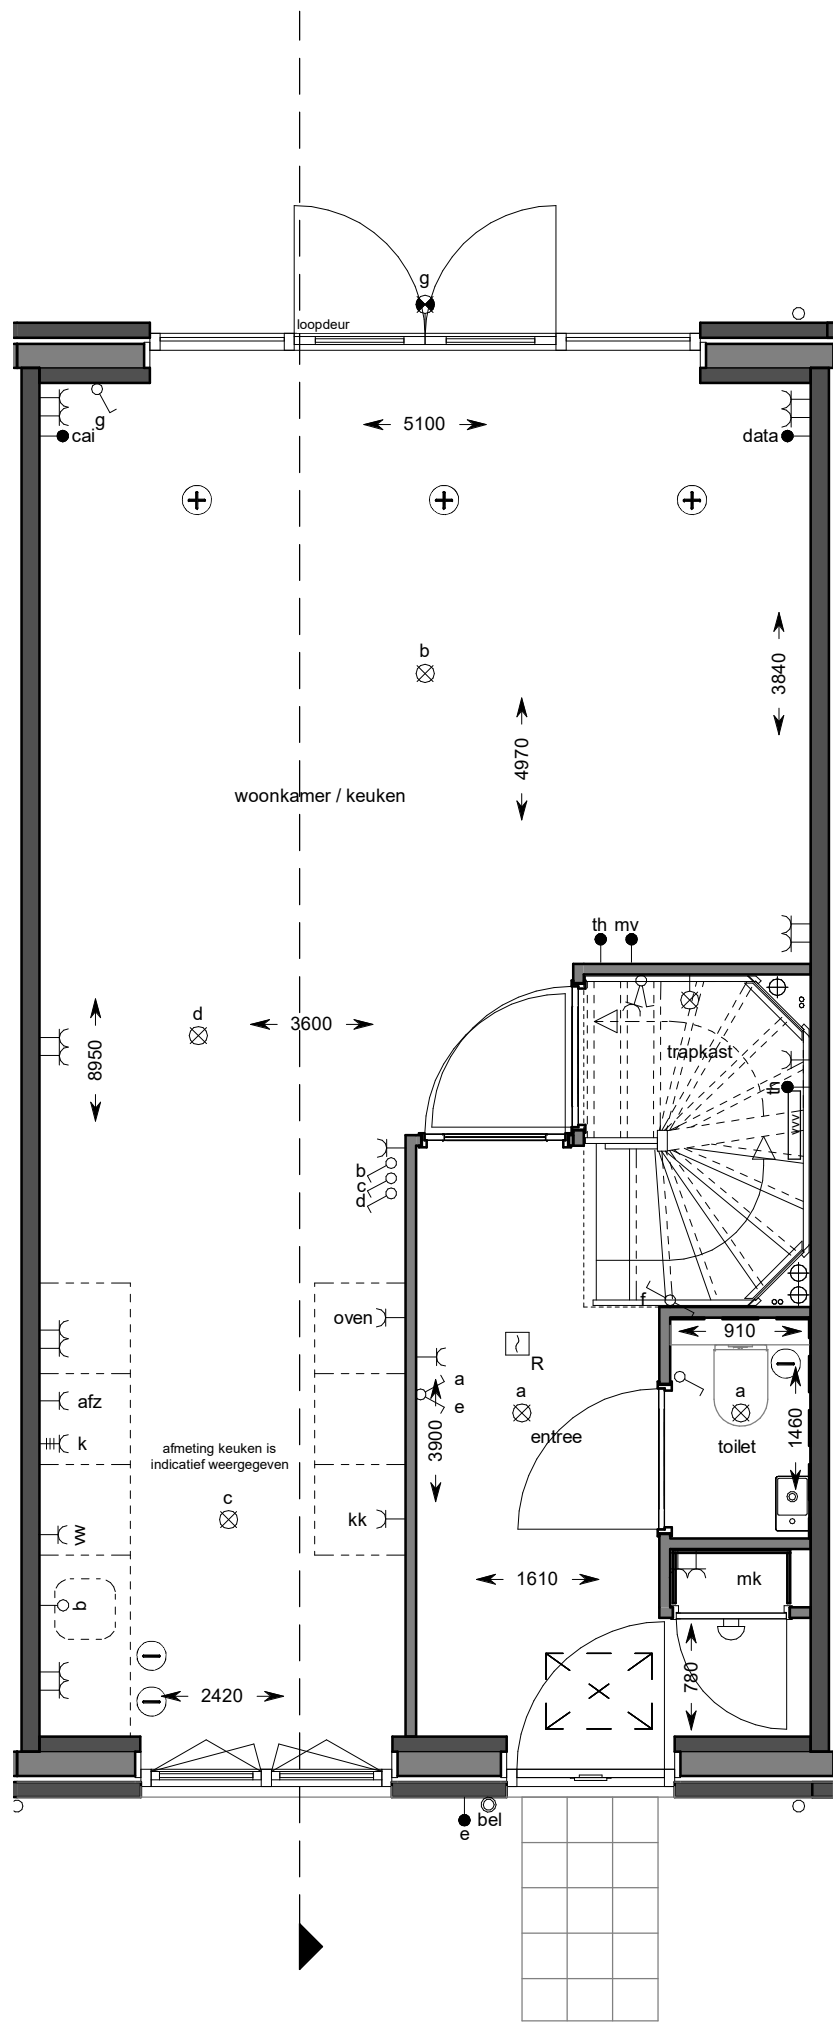 g
loopdeur
g
5100
cai
data
b
3840
4970
woonkamer / keuken
th mv
d
3600
8950
trapkast
th
vvv
b
c
d
f
oven
910
R
a
e
a
a
afz
3900
entree
1460
k
toilet
afmeting keuken is
indicatief weergegeven
c
kk
vw
1610
mk
b
780
2420
bel
e